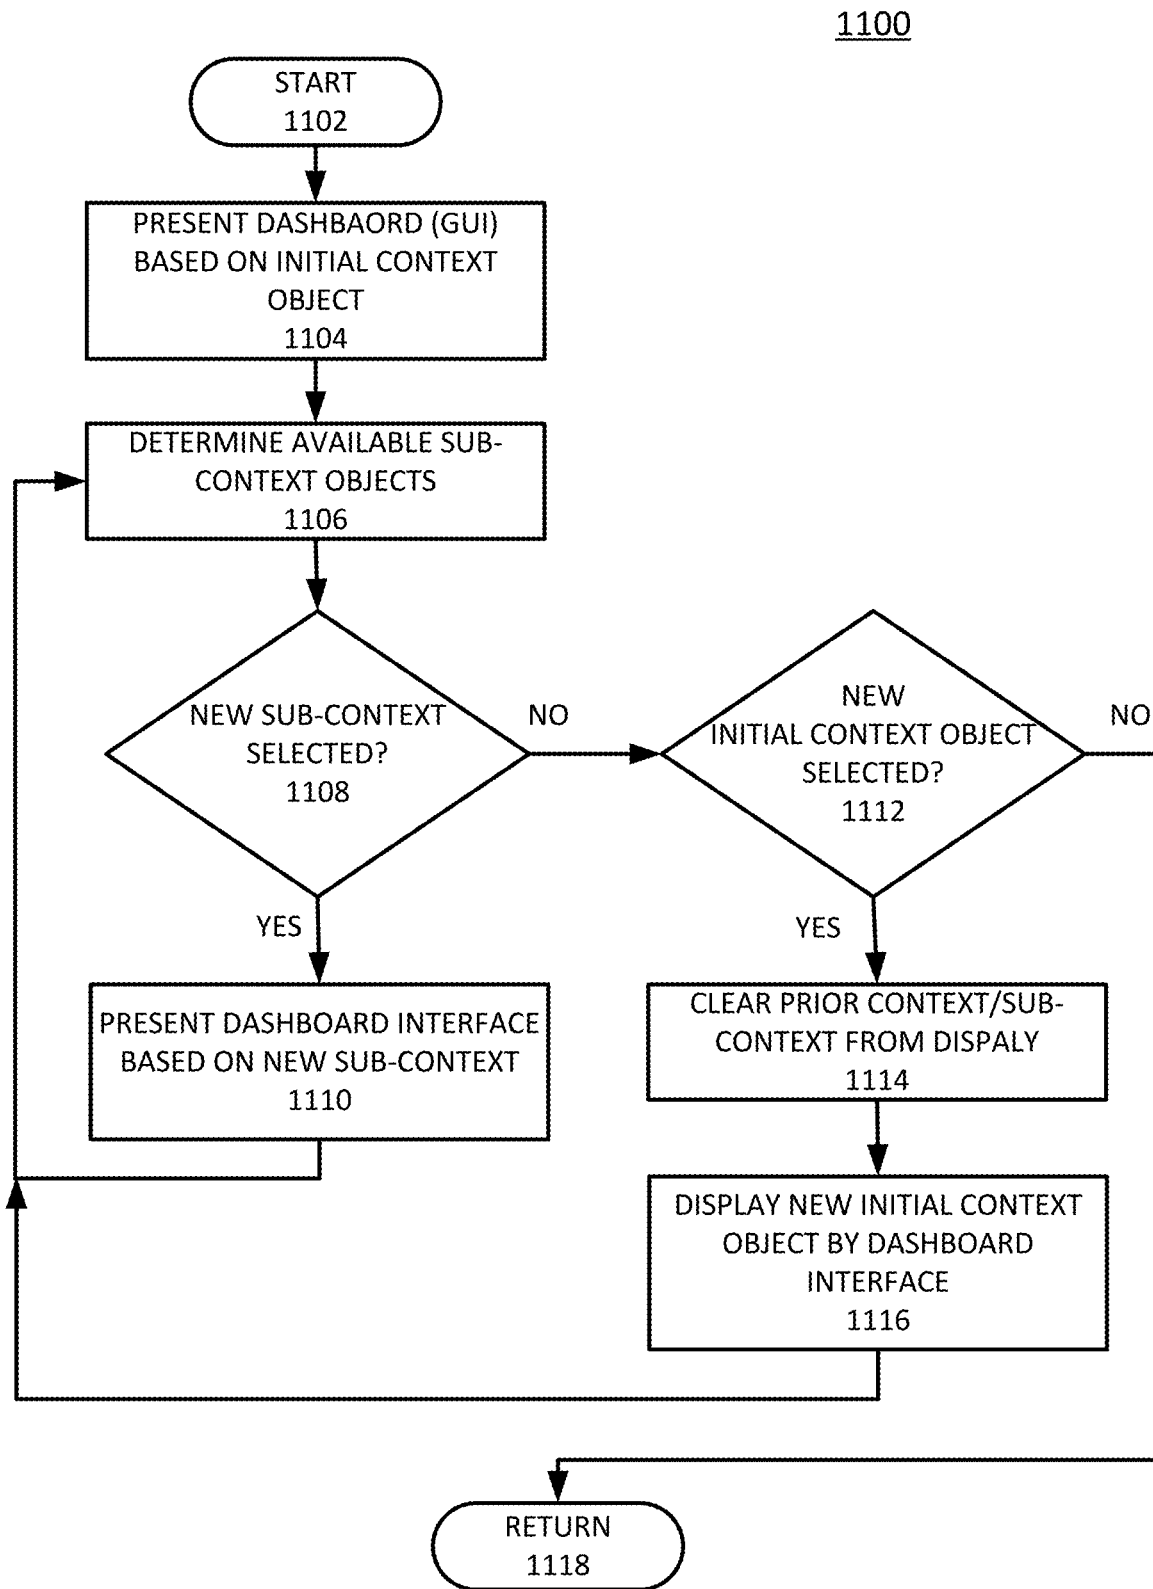 1100
START
1102
PRESENT DASHBAORD (GUI)
BASED ON INITIAL CONTEXT
OBJECT
1104
DETERMINE AVAILABLE SUB-
CONTEXT OBJECTS
1106
NEW SUB-CONTEXT
SELECTED?
1108
NO
NEW
INITIAL CONTEXT OBJECT
SELECTED?
1112
NO
YES
YES
PRESENT DASHBOARD INTERFACE
BASED ON NEW SUB-CONTEXT
1110
CLEAR PRIOR CONTEXT/SUB-
CONTEXT FROM DISPALY
1114
DISPLAY NEW INITIAL CONTEXT
OBJECT BY DASHBOARD
INTERFACE
1116
RETURN
1118